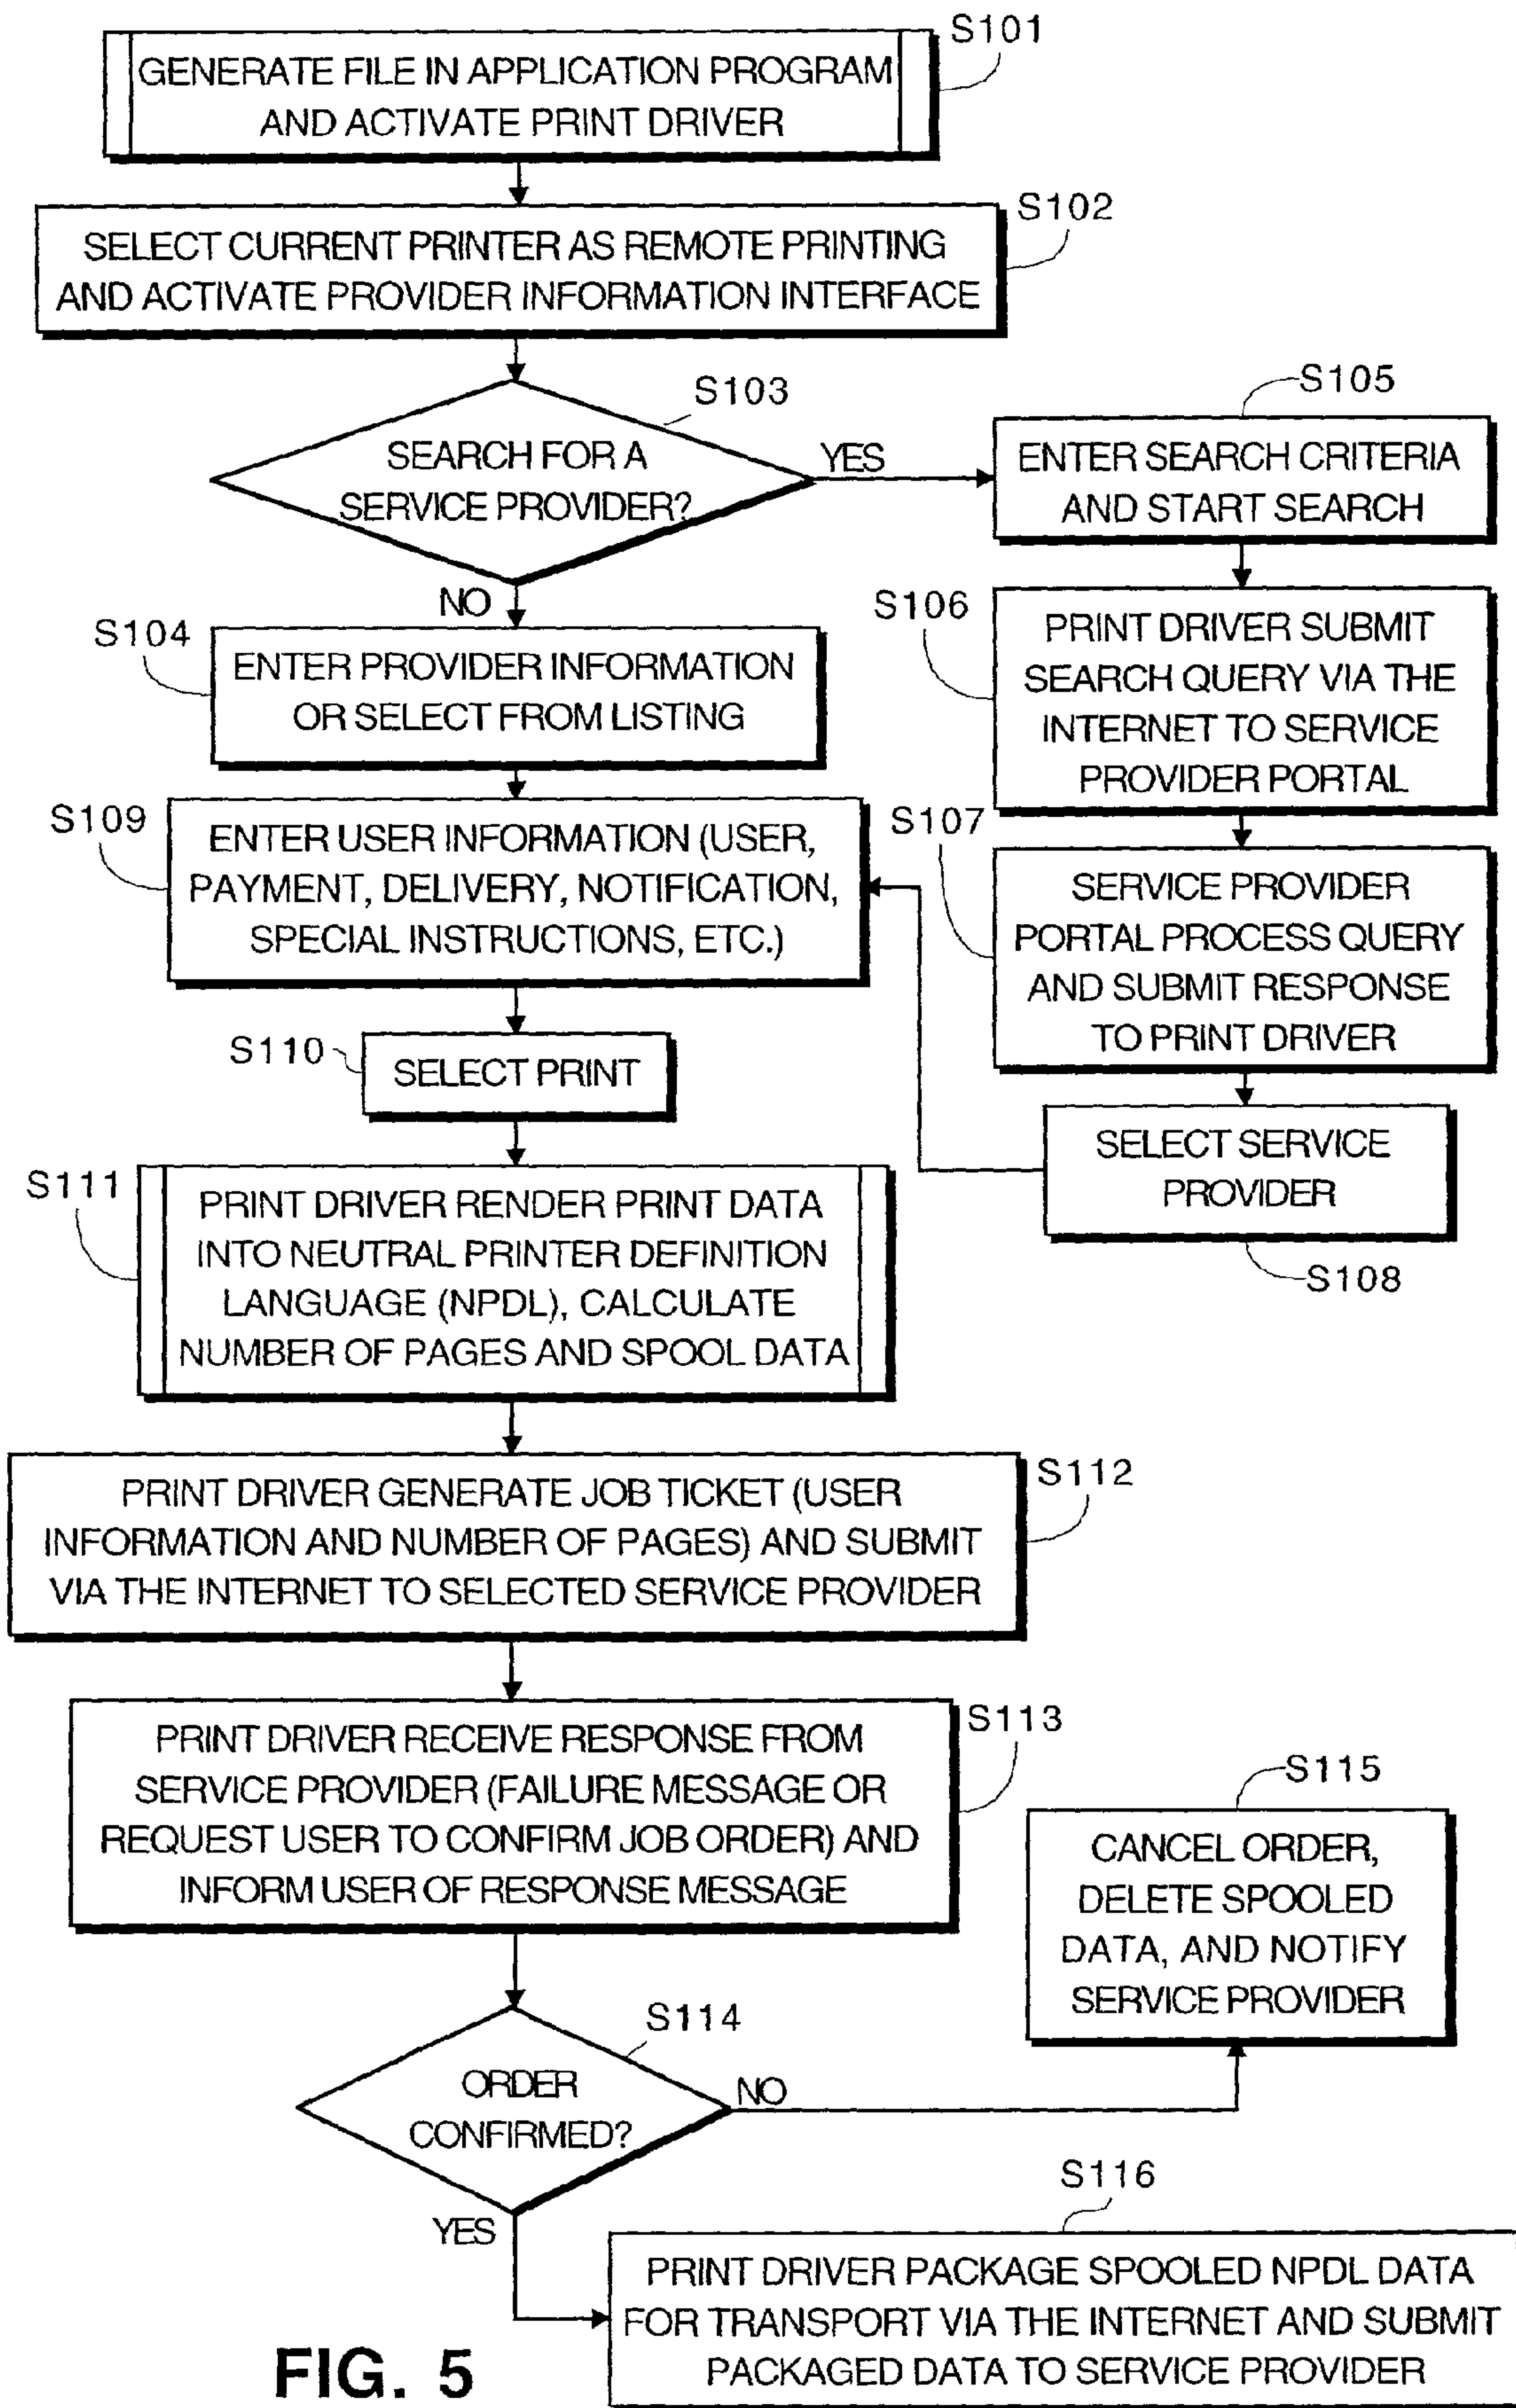 S101
GENERATE FILE IN APPLICATION PROGRAM
AND ACTIVATE PRINT DRIVER
S102
SELECT CURRENT PRINTER AS REMOTE PRINTING
AND ACTIVATE PROVIDER INFORMATION INTERFACE
S103
SEARCH FOR A
SERVICE PROVIDER?
YES
NO
S105
ENTER SEARCH CRITERIA
AND START SEARCH
S104
ENTER PROVIDER INFORMATION
OR SELECT FROM LISTING
S106
PRINT DRIVER SUBMIT
SEARCH QUERY VIA THE
INTERNET TO SERVICE
PROVIDER PORTAL
S109
ENTER USER INFORMATION (USER,
PAYMENT, DELIVERY, NOTIFICATION,
SPECIAL INSTRUCTIONS, ETC.)
S107
SERVICE PROVIDER
PORTAL PROCESS QUERY
AND SUBMIT RESPONSE
TO PRINT DRIVER
S110
SELECT PRINT
SELECT SERVICE
PROVIDER
S108
S111
PRINT DRIVER RENDER PRINT DATA
INTO NEUTRAL PRINTER DEFINITION
LANGUAGE (NPDL), CALCULATE
NUMBER OF PAGES AND SPOOL DATA
S112
PRINT DRIVER GENERATE JOB TICKET (USER
INFORMATION AND NUMBER OF PAGES) AND SUBMIT
VIA THE INTERNET TO SELECTED SERVICE PROVIDER
S113
PRINT DRIVER RECEIVE RESPONSE FROM
SERVICE PROVIDER (FAILURE MESSAGE OR
REQUEST USER TO CONFIRM JOB ORDER) AND
INFORM USER OF RESPONSE MESSAGE
S115
CANCEL ORDER,
DELETE SPOOLED
DATA, AND NOTIFY
SERVICE PROVIDER
S114
ORDER
CONFIRMED?
NO
YES
S116
PRINT DRIVER PACKAGE SPOOLED NPDL DATA
FOR TRANSPORT VIA THE INTERNET AND SUBMIT
PACKAGED DATA TO SERVICE PROVIDER
FIG. 5